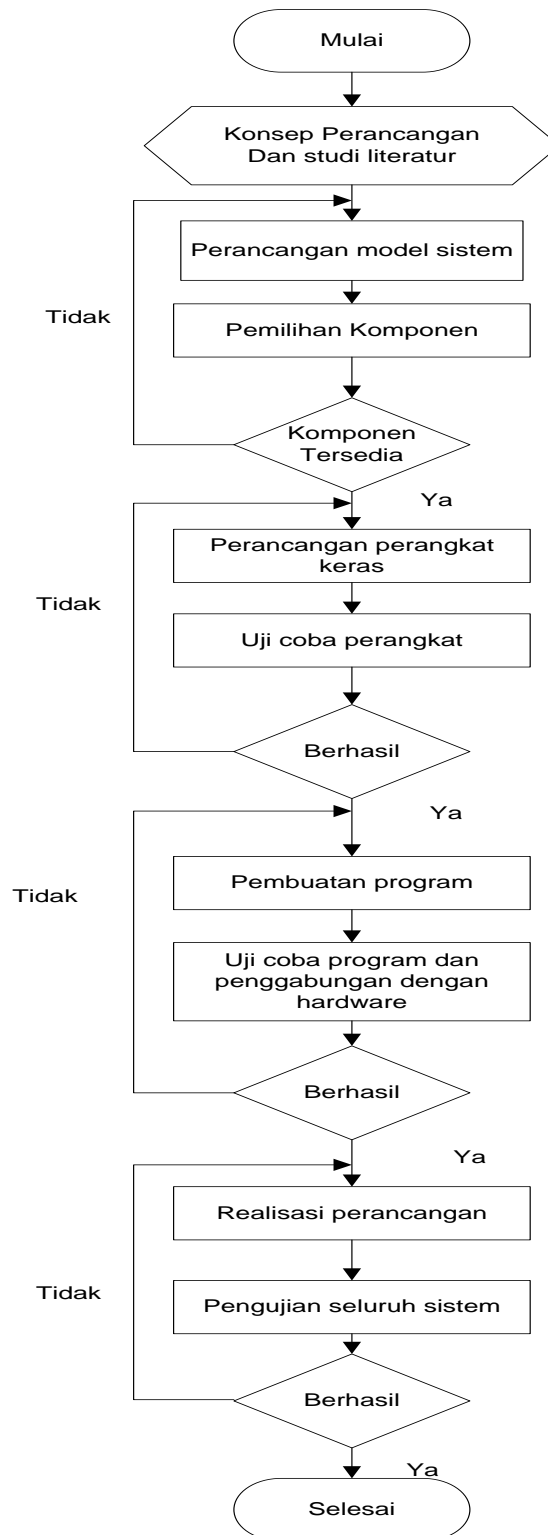 Mulai
Konsep Perancangan
Dan studi literatur
Perancangan model sistem
Tidak
Pemilihan Komponen
Komponen
Tersedia
Ya
Perancangan perangkat
keras
Tidak
Uji coba perangkat
Berhasil
Ya
Pembuatan program
Tidak
Uji coba program dan
penggabungan dengan
hardware
Berhasil
Ya
Realisasi perancangan
Tidak
Pengujian seluruh sistem
Berhasil
Ya
Selesai